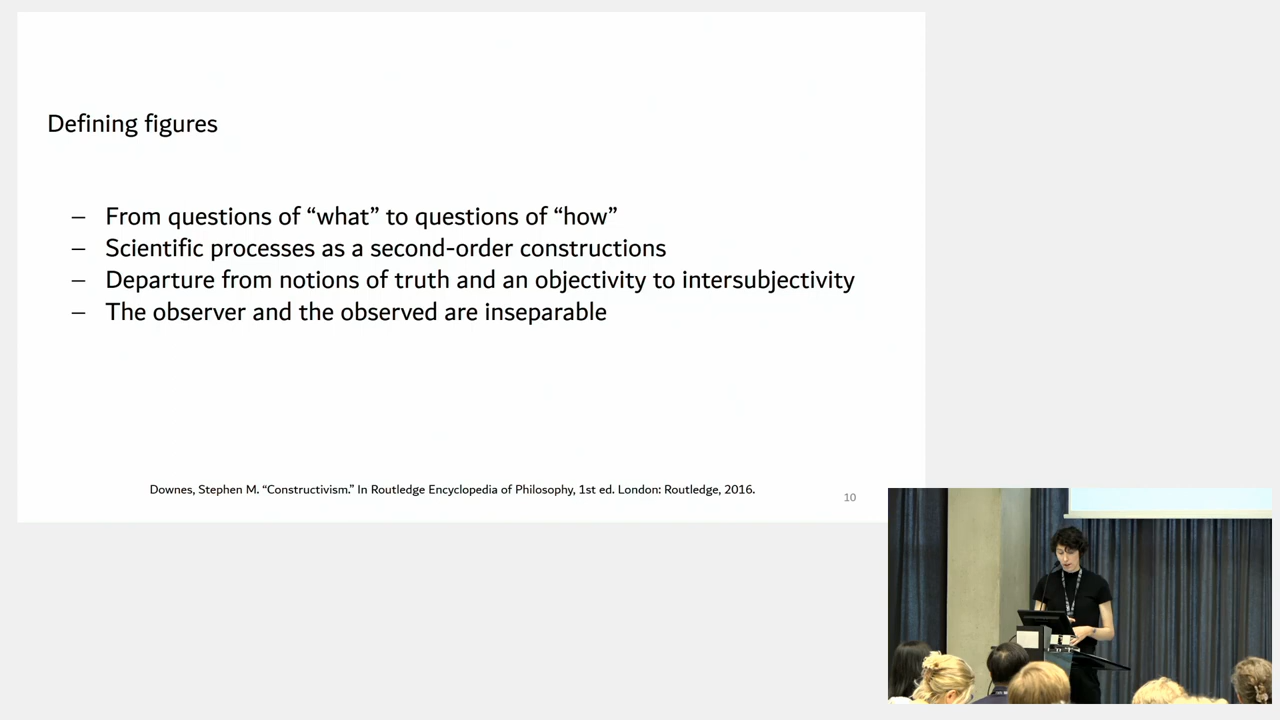 Defining figures
– From questions of “what” to questions of “how”
– Scientific processes as a second-order constructions
– Departure from notions of truth and an objectivity to intersubjectivity
– The observer and the observed are inseparable
Downes, Stephen M. “Constructivism.” In Routledge Encyclopedia of Philosophy, 1st ed. London: Routledge, 2016.
10